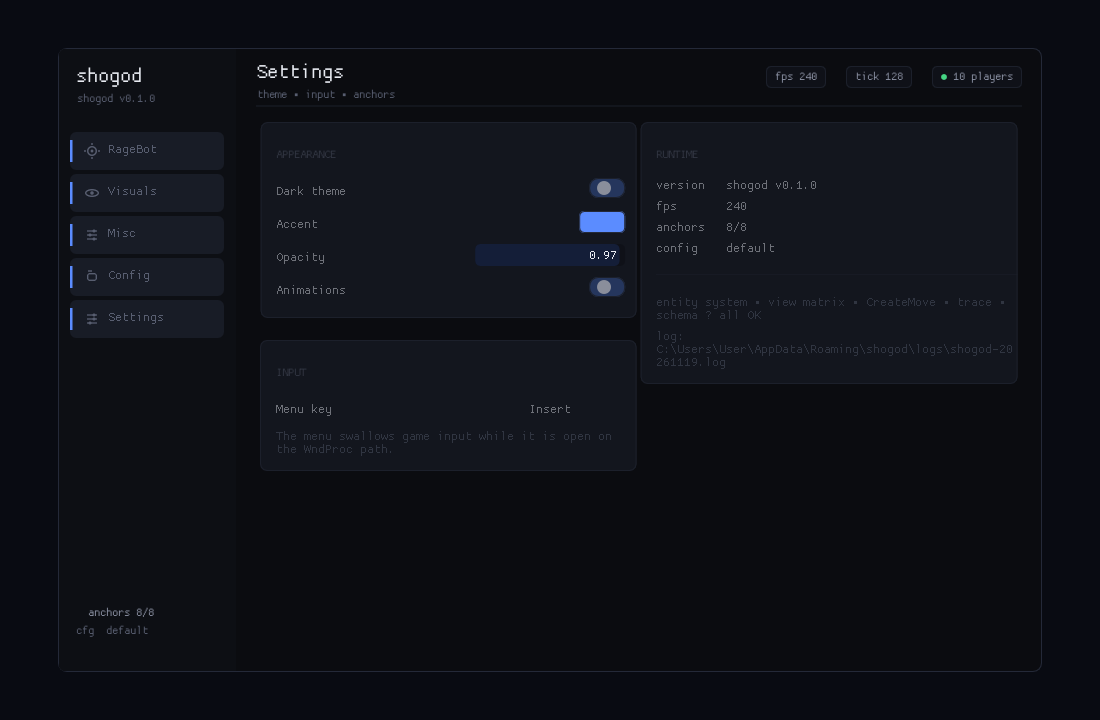 shogod
shogod v0.1.0
RageBot
Visuals
Misc
Config
Settings
anchors 8/8
cfg default
Settings
theme • input • anchors
fps 240
tick 128
10 players
APPEARANCE
Dark theme
Accent
Opacity
0.97
Animations
INPUT
Menu key
Insert
The menu swallows game input while it is open on
the WndProc path.
RUNTIME
version shogod v0.1.0
fps 240
anchors 8/8
config default
entity system • view matrix • CreateMove • trace •
schema ? all OK
log:
C:\Users\User\AppData\Roaming\shogod\logs\shogod-20
261119.log